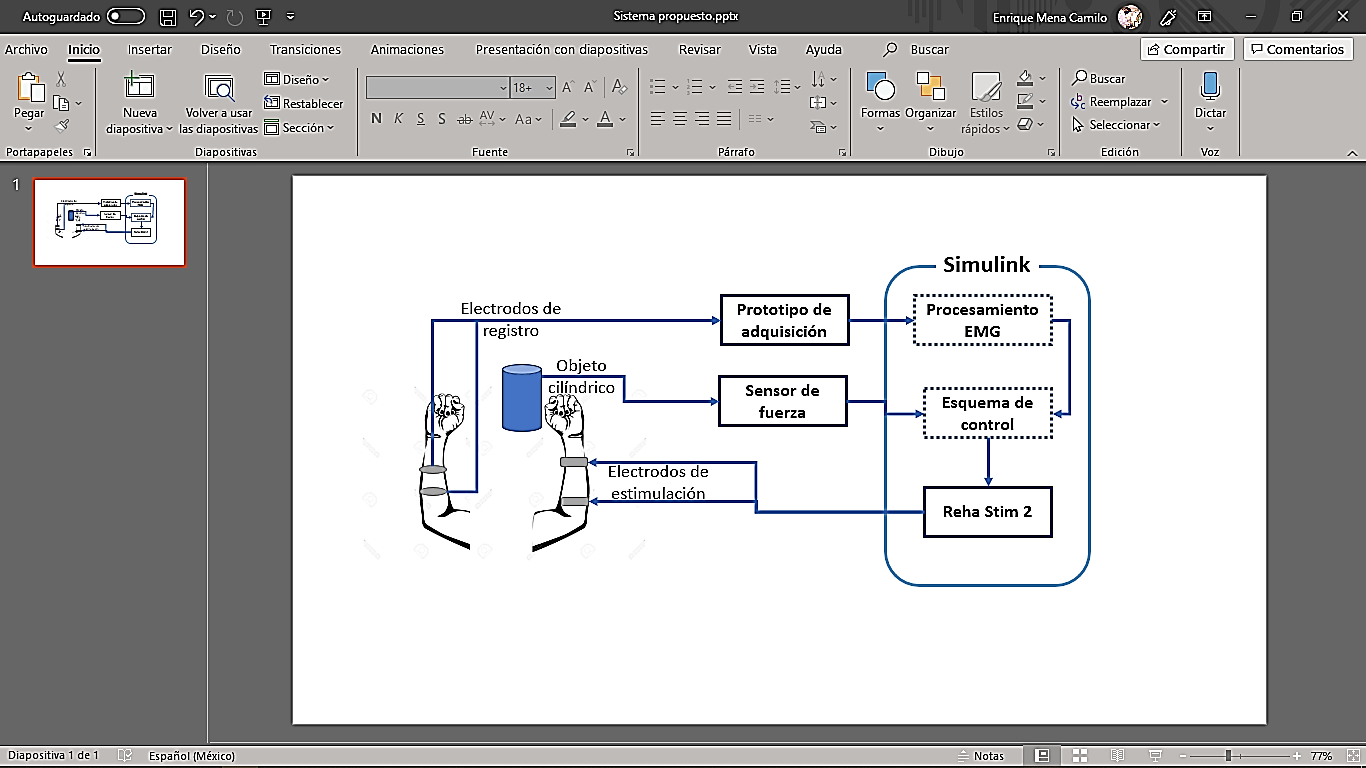 Autoguardado
Sistema propuesto.pptx
Enrique Mena Camilo
Archivo Inicio Insertar Diseño Transiciones Animaciones Presentación con diapositivas Revisar Vista Ayuda Buscar Compartir Comentarios
Pegar
Nueva diapositiva
Volver a usar las diapositivas
Diseño
Restablecer
Sección
18+
N K S S ab AV Aa A
Formas
Organizar
Estilos rápidos
Buscar
Reemplazar
Seleccionar
Dictar
Portapapeles Diapositivas Fuente Párrafo Dibujo Edición Voz
1
Simulink
Electrodos de
registro
Prototipo de
adquisición
Procesamiento
EMG
Objeto
cilíndrico
Sensor de
fuerza
Esquema de
control
Electrodos de
estimulación
Reha Stim 2
Diapositiva 1 de 1 Español (México) Notas 77%